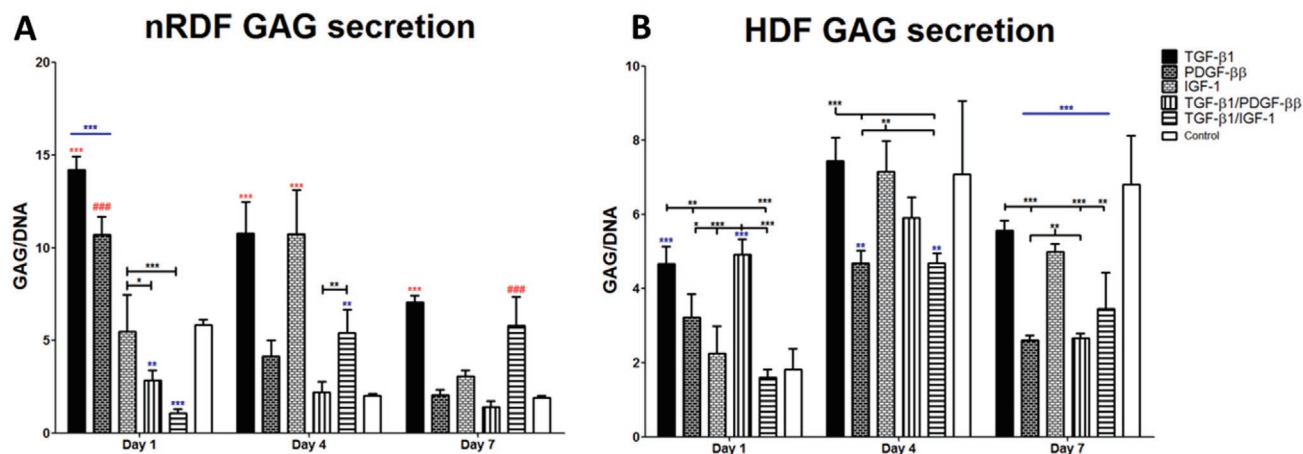 A
nRDF GAG secretion
GAG/DNA
20
15
10
5
0
***
***
###
***
*
**
***
***
***
**
**
***
###
Day 1
Day 4
Day 7
B
HDF GAG secretion
GAG/DNA
10
8
6
4
2
0
***
**
***
* *** ***
***
***
***
**
**
**
***
*** *** **
**
Day 1
Day 4
Day 7
TGF-β1
PDGF-ββ
IGF-1
TGF-β1/PDGF-ββ
TGF-β1/IGF-1
Control